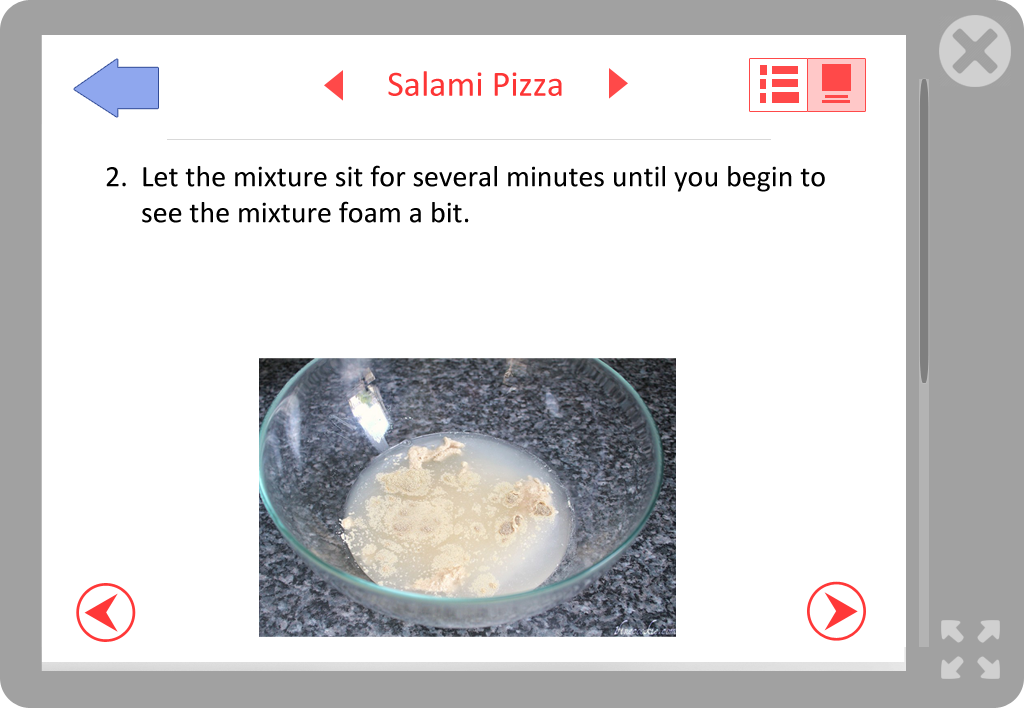 Salami Pizza
2. Let the mixture sit for several minutes until you begin to
see the mixture foam a bit.